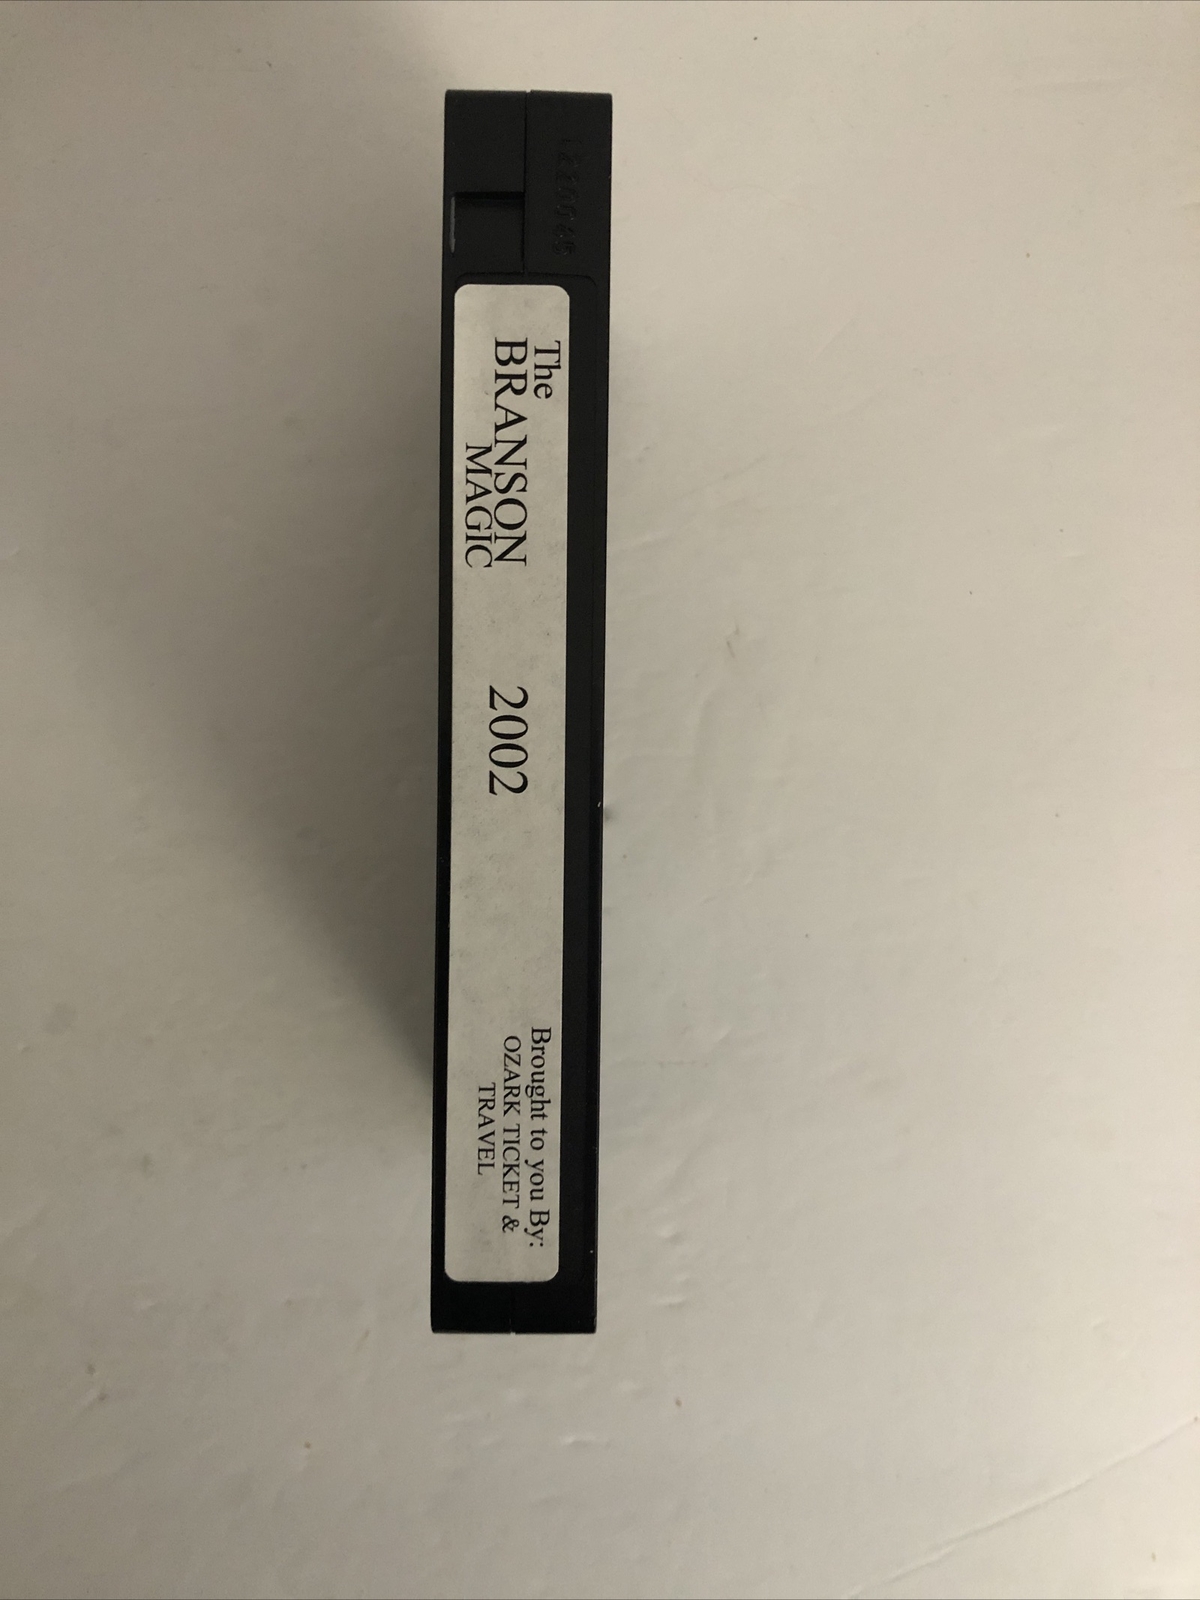 The
BRANSON
MAGIC
2002
Brought to you By:
OZARK TICKET &
TRAVEL